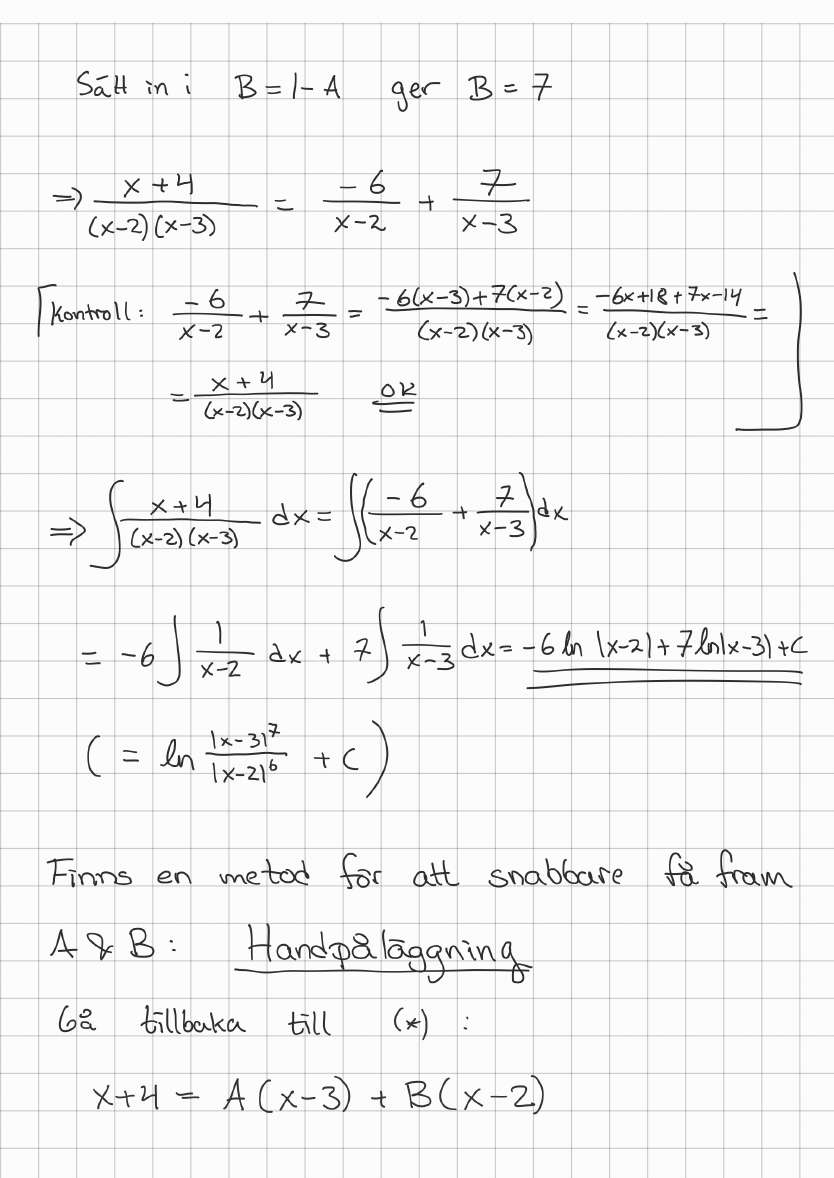 Sätt in i B = 1 - A ger B = 7
⇒ (x+4)/((x-2)(x-3)) = -6/(x-2) + 7/(x-3)
Kontroll: -6/(x-2) + 7/(x-3) = (-6(x-3)+7(x-2))/((x-2)(x-3)) = (-6x+18+7x-14)/((x-2)(x-3)) =
= (x+4)/((x-2)(x-3)) OK
⇒ ∫ (x+4)/((x-2)(x-3)) dx = ∫ (-6/(x-2) + 7/(x-3)) dx
= -6 ∫ 1/(x-2) dx + 7 ∫ 1/(x-3) dx = -6 ln |x-2| + 7 ln|x-3| + C
( = ln |x-3|⁷/|x-2|⁶ + C )
Finns en metod för att snabbare få fram
A & B: Handpåläggning
Gå tillbaka till (*) :
x+4 = A(x-3) + B(x-2)